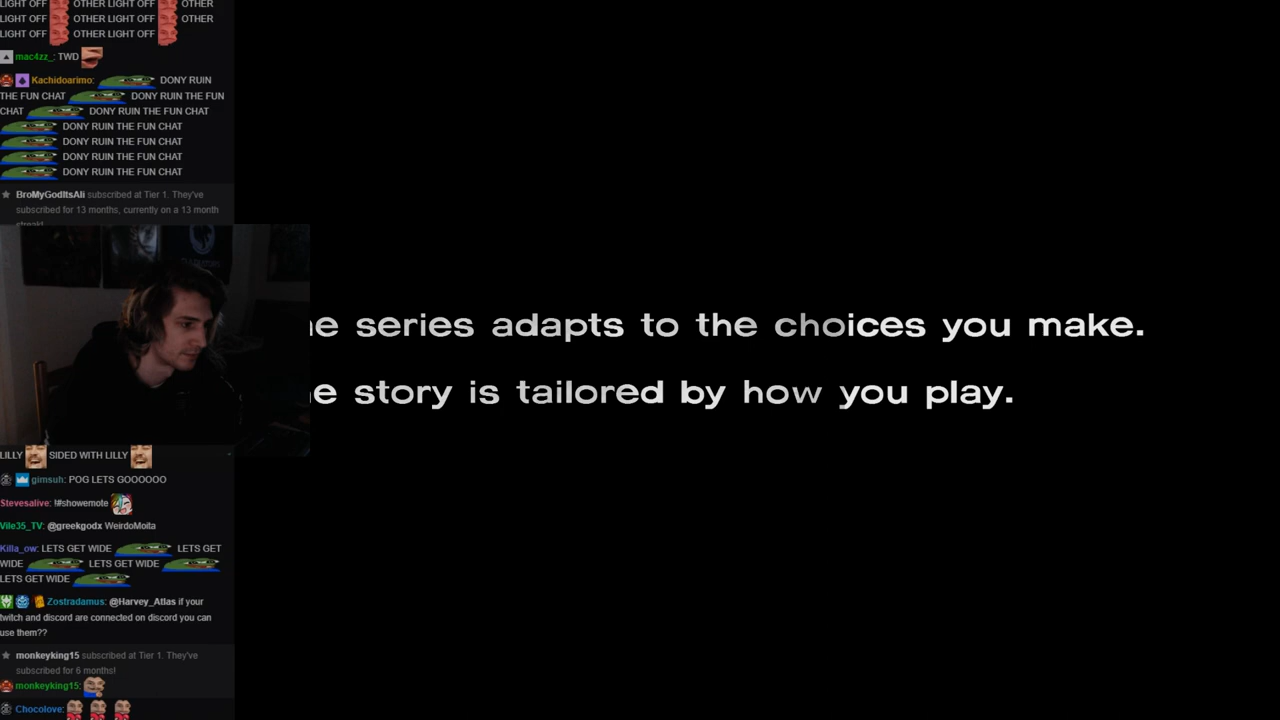 LIGHT OFF OTHER LIGHT OFF OTHER
LIGHT OFF OTHER LIGHT OFF OTHER
LIGHT OFF OTHER LIGHT OFF
mac4zz_: TWD
Kachidoarimo: DONY RUIN
THE FUN CHAT DONY RUIN THE FUN
CHAT DONY RUIN THE FUN CHAT
DONY RUIN THE FUN CHAT
DONY RUIN THE FUN CHAT
DONY RUIN THE FUN CHAT
DONY RUIN THE FUN CHAT
BroMyGodItsAli subscribed at Tier 1. They've
subscribed for 13 months, currently on a 13 month
streak!
he series adapts to the choices you make.
he story is tailored by how you play.
LILLY SIDED WITH LILLY
gimsuh: POG LETS GOOOOOO
Stevesalive: !#showemote
Vile35_TV: @greekgodx WeirdoMoita
Killa_ow: LETS GET WIDE LETS GET
WIDE LETS GET WIDE
LETS GET WIDE
Zostradamus: @Harvey_Atlas if your
twitch and discord are connected on discord you can
use them??
monkeyking15 subscribed at Tier 1. They've
subscribed for 6 months!
monkeyking15:
Chocolove: